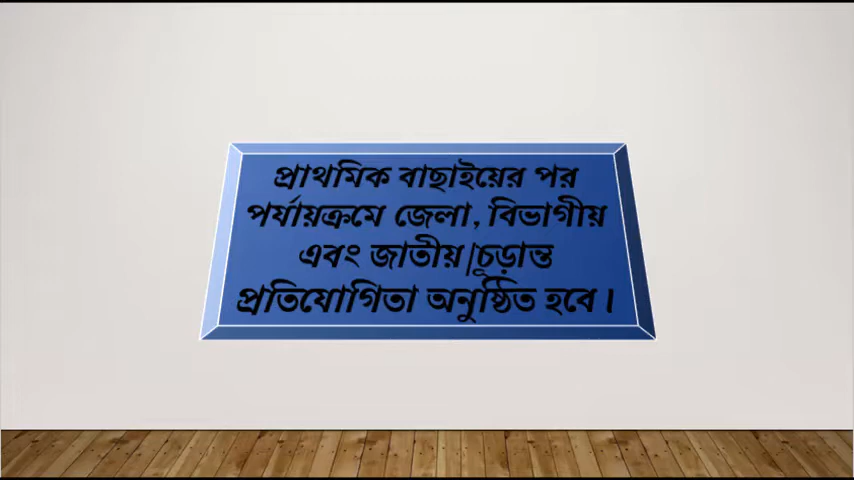 প্রাথমিক বাছাইয়ের পর
পর্যায়ক্রমে জেলা, বিভাগীয়
এবং জাতীয়|চূড়ান্ত
প্রতিযোগিতা অনুষ্ঠিত হবে।